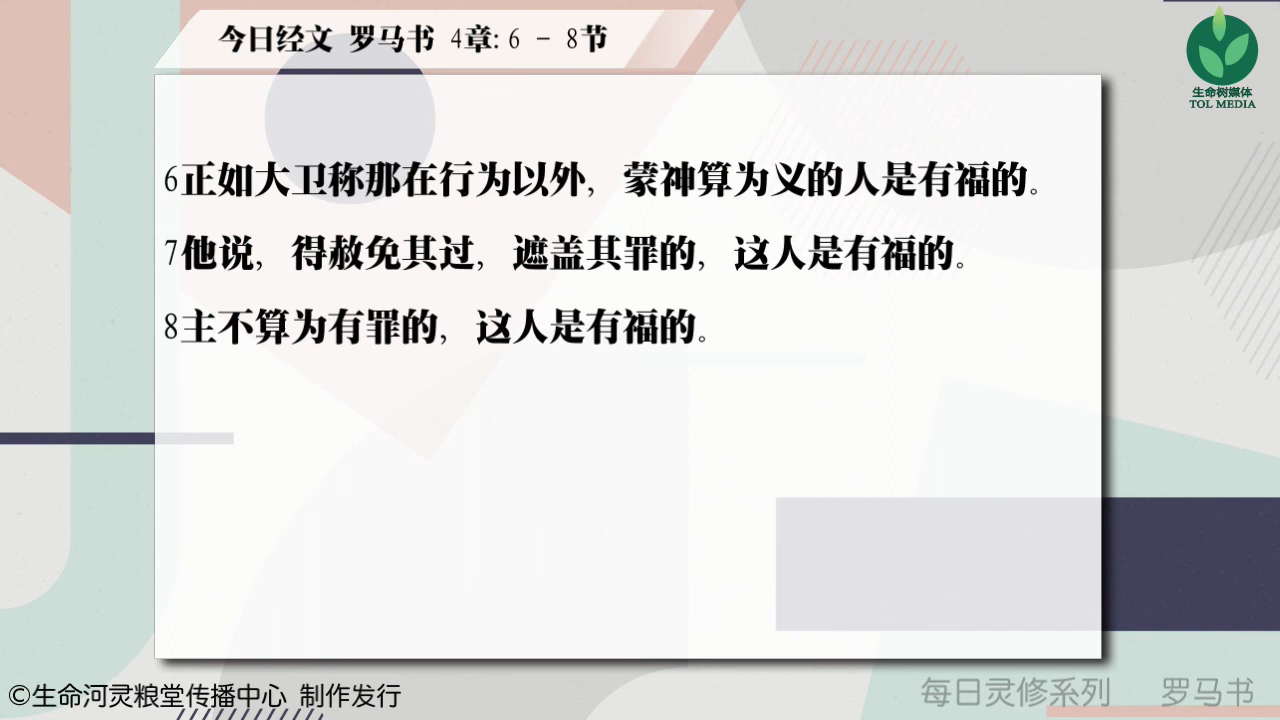 今日经文 罗马书 4章: 6 - 8节
生命树媒体
TOL MEDIA
6正如大卫称那在行为以外，蒙神算为义的人是有福的。
7他说，得赦免其过，遮盖其罪的，这人是有福的。
8主不算为有罪的，这人是有福的。
©生命河灵粮堂传播中心 制作发行
每日灵修系列 罗马书